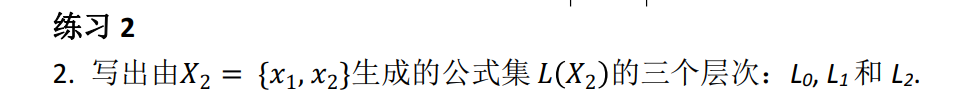 练习 2
2. 写出由X₂ = {x₁, x₂}生成的公式集 L(X₂)的三个层次：L₀, L₁ 和 L₂.